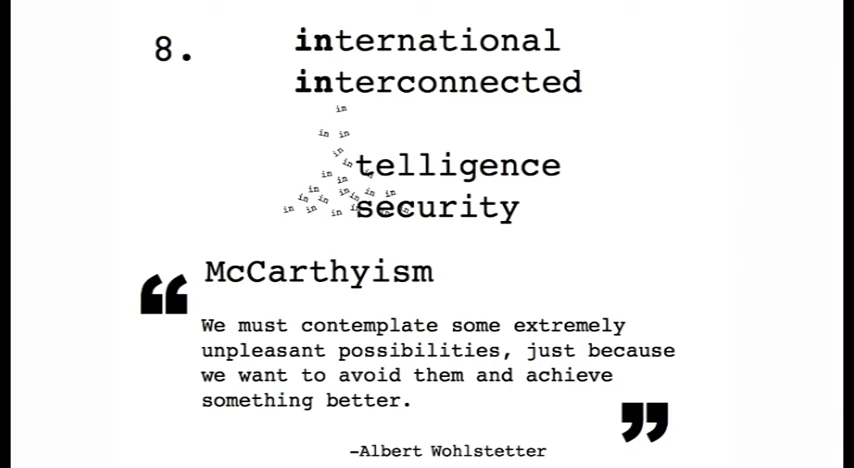 8.
international
interconnected
in
in in
in
in telligence
in in
in
in in in in
in in in in
in in in in security
“ McCarthyism
We must contemplate some extremely
unpleasant possibilities, just because
we want to avoid them and achieve
something better. ”
–Albert Wohlstetter